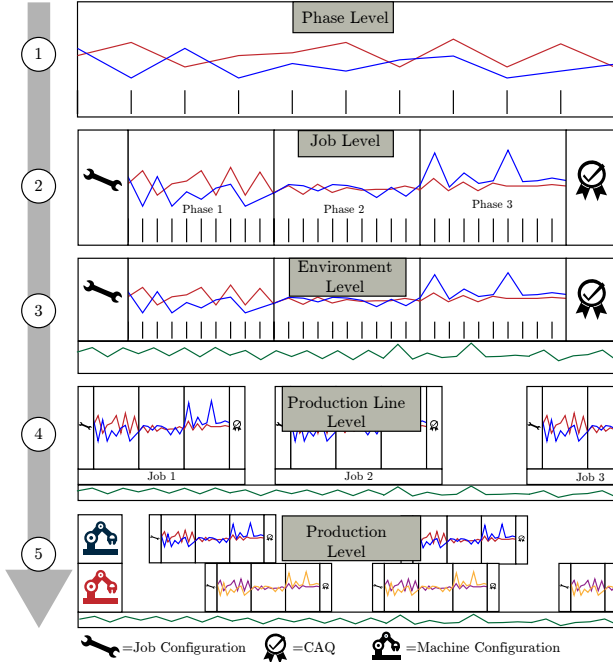 Phase Level
1
Job Level
2
Phase 1
Phase 2
Phase 3
Environment
Level
3
Production Line
Level
4
Job 1
Job 2
Job 3
Production
Level
5
=Job Configuration
=CAQ
=Machine Configuration